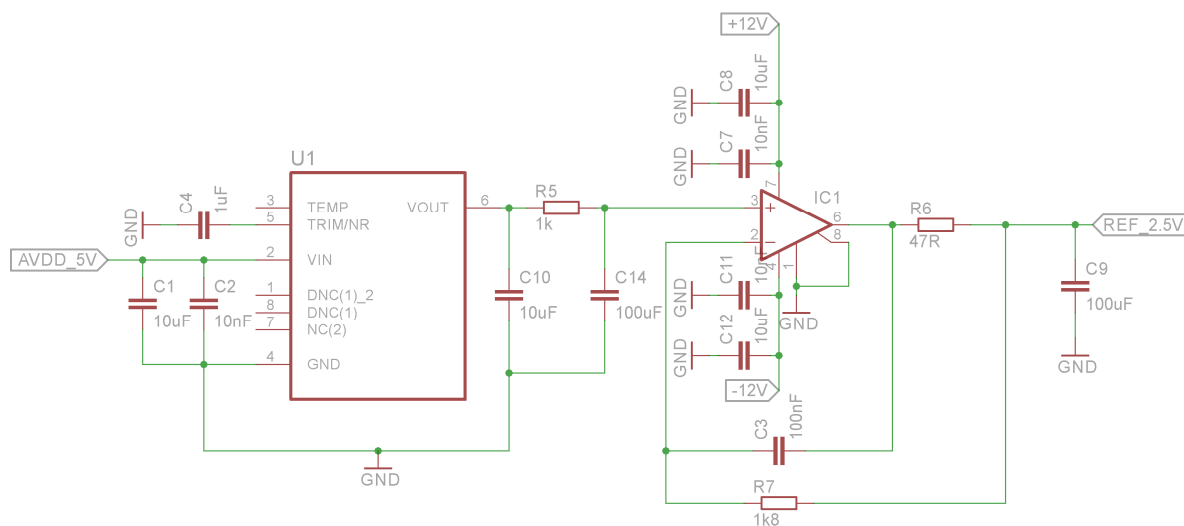 +12V
GND
C8
10uF
GND
C7
10nF
7
U1
GND
C4
1uF
3
TEMP
5
TRIM/NR
VOUT
6
R5
1k
3
+
IC1
6
8
R6
47R
REF_2.5V
AVDD_5V
2
VIN
2
-
4
1
C1
10uF
C2
10nF
1
DNC(1)_2
8
DNC(1)
7
NC(2)
4
GND
C10
10uF
C14
100uF
GND
C11
GND
C12
10uF
GND
-12V
C9
100uF
GND
GND
C3
100nF
R7
1k8